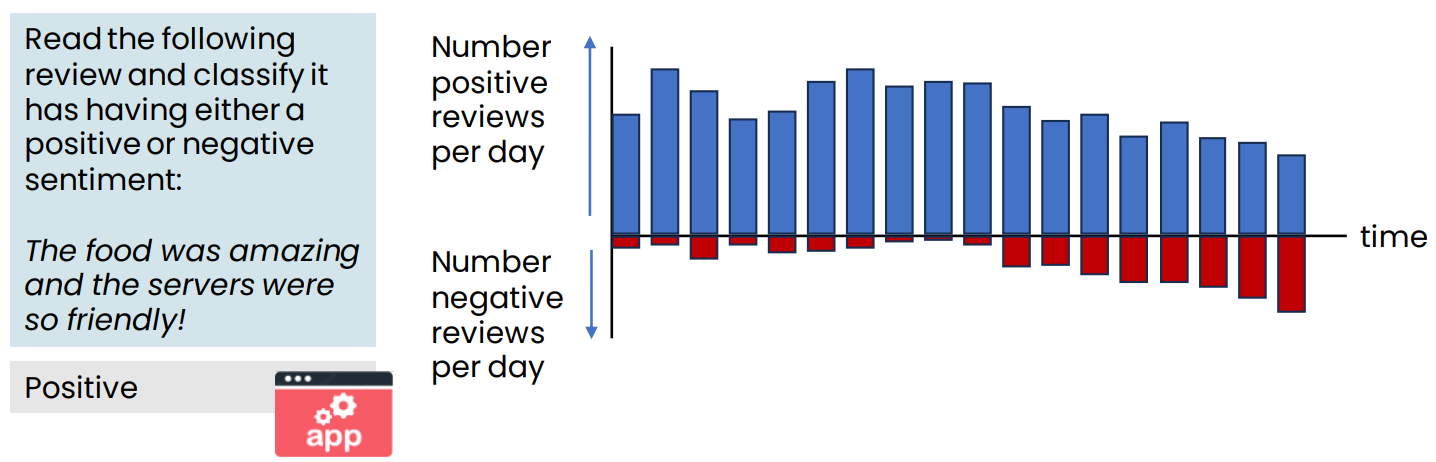 Read the following
review and classify it
has having either a
positive or negative
sentiment:
The food was amazing
and the servers were
so friendly!
Positive
app
Number
positive
reviews
per day
Number
negative
reviews
per day
time